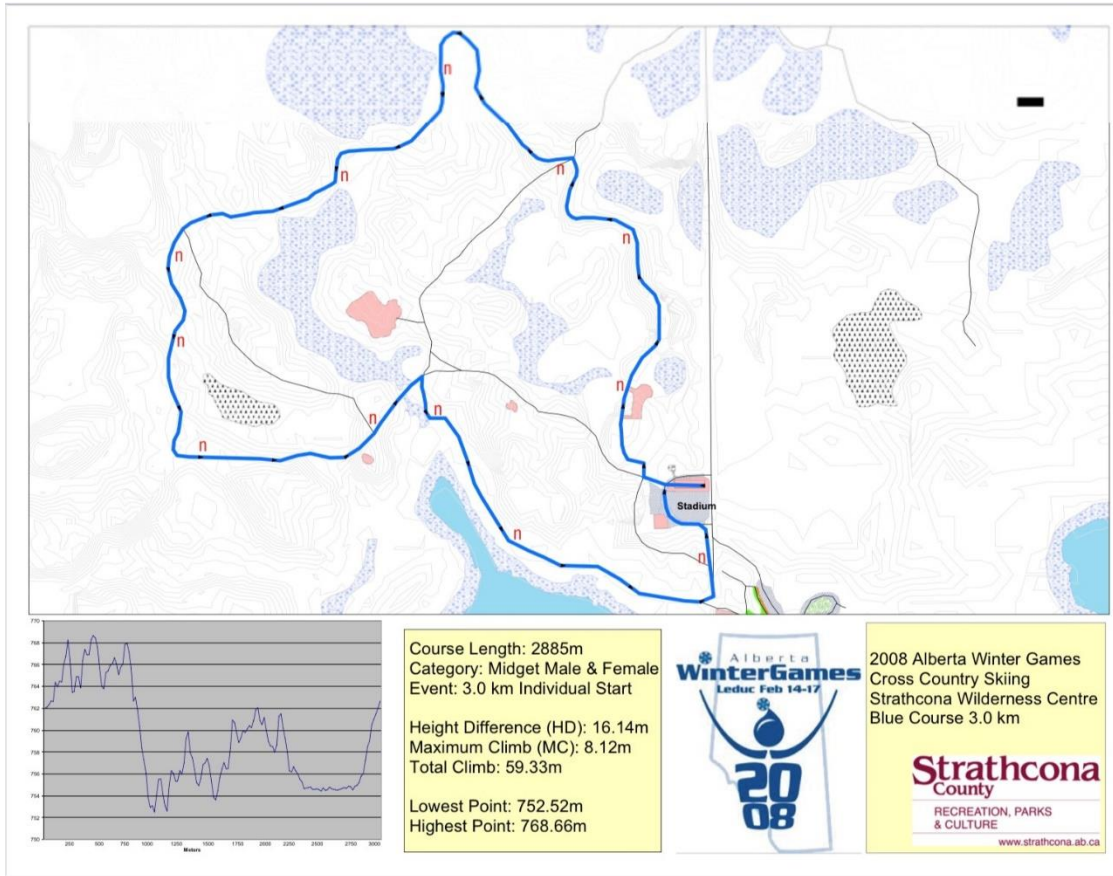 n
n
n
n
n
n
n
n
n
n
n
Stadium
n
n
770
768
766
764
762
760
758
756
754
752
750
250 500 750 1000 1250 1500 1750 2000 2250 2500 2750 3000
Meters
Course Length: 2885m
Category: Midget Male & Female
Event: 3.0 km Individual Start
Height Difference (HD): 16.14m
Maximum Climb (MC): 8.12m
Total Climb: 59.33m
Lowest Point: 752.52m
Highest Point: 768.66m
Alberta
WinterGames
Leduc Feb 14-17
20
08
2008 Alberta Winter Games
Cross Country Skiing
Strathcona Wilderness Centre
Blue Course 3.0 km
Strathcona
County
RECREATION, PARKS
& CULTURE
www.strathcona.ab.ca